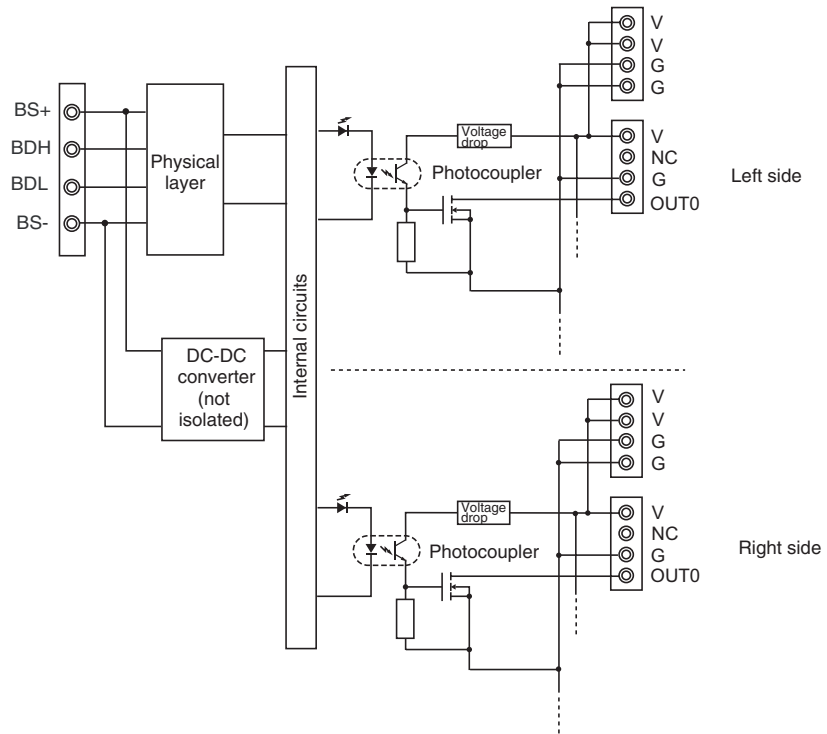 V
V
G
G
BS+
BDH
BDL
BS-
Physical
layer
Voltage
drop
Photocoupler
V
NC
G
OUT0
Left side
Internal circuits
DC-DC
converter
(not
isolated)
V
V
G
G
Voltage
drop
Photocoupler
V
NC
G
OUT0
Right side